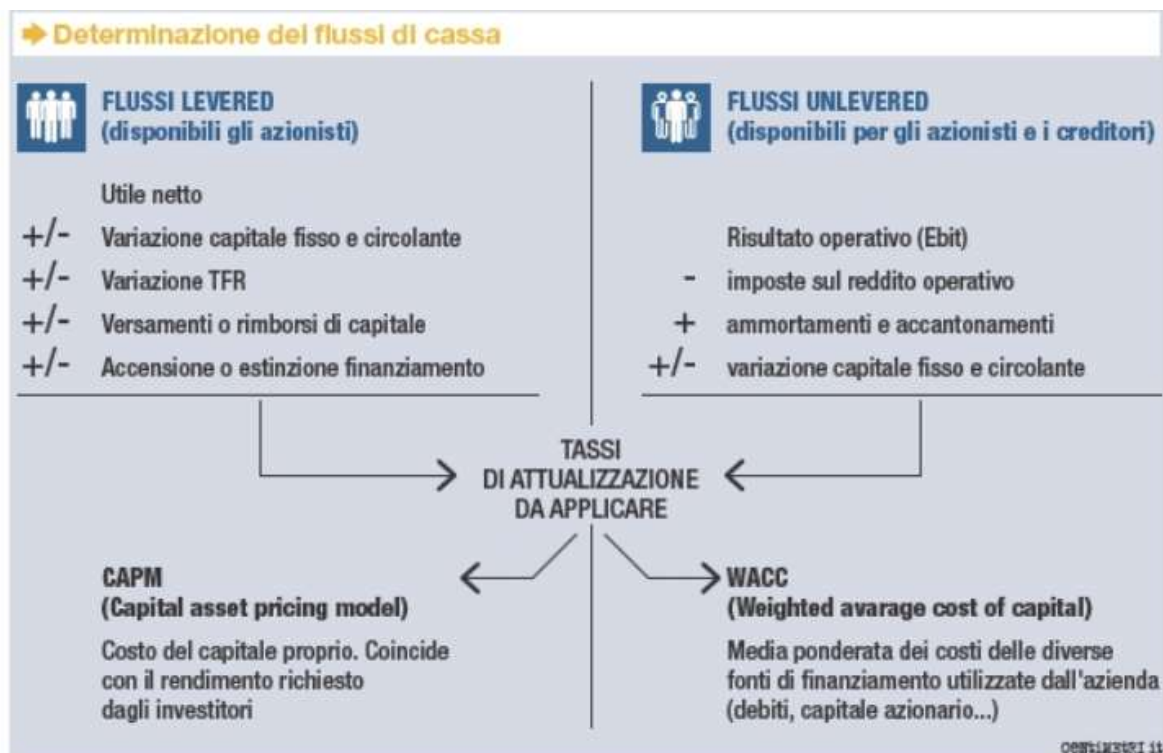 Determinazione dei flussi di cassa
FLUSSI LEVERED
(disponibili gli azionisti)
Utile netto
+/- Variazione capitale fisso e circolante
+/- Variazione TFR
+/- Versamenti o rimborsi di capitale
+/- Accensione o estinzione finanziamento
FLUSSI UNLEVERED
(disponibili per gli azionisti e i creditori)
Risultato operativo (Ebit)
- imposte sul reddito operativo
+ ammortamenti e accantonamenti
+/- variazione capitale fisso e circolante
TASSI
DI ATTUALIZZAZIONE
DA APPLICARE
CAPM
(Capital asset pricing model)
Costo del capitale proprio. Coincide
con il rendimento richiesto
dagli investitori
WACC
(Weighted avarage cost of capital)
Media ponderata dei costi delle diverse
fonti di finanziamento utilizzate dall'azienda
(debiti, capitale azionario...)